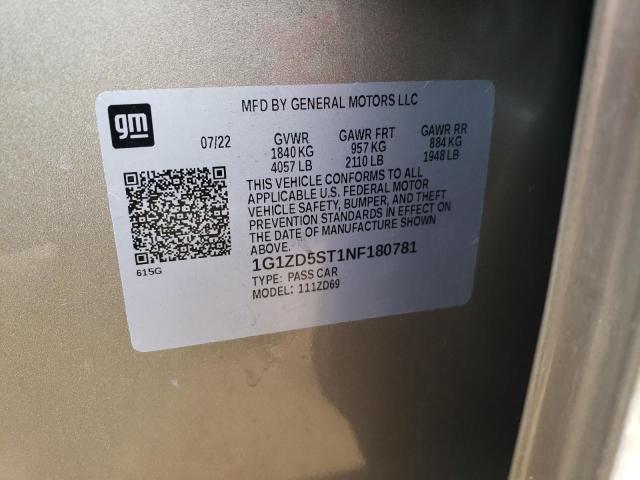 MFD BY GENERAL MOTORS LLC
gm
07/22 GVWR GAWR FRT GAWR RR
1840 KG 957 KG 884 KG
4057 LB 2110 LB 1948 LB
THIS VEHICLE CONFORMS TO ALL
APPLICABLE U.S. FEDERAL MOTOR
VEHICLE SAFETY, BUMPER, AND THEFT
PREVENTION STANDARDS IN EFFECT ON
THE DATE OF MANUFACTURE SHOWN
ABOVE.
1G1ZD5ST1NF180781
615G
TYPE: PASS CAR
MODEL: 111ZD69